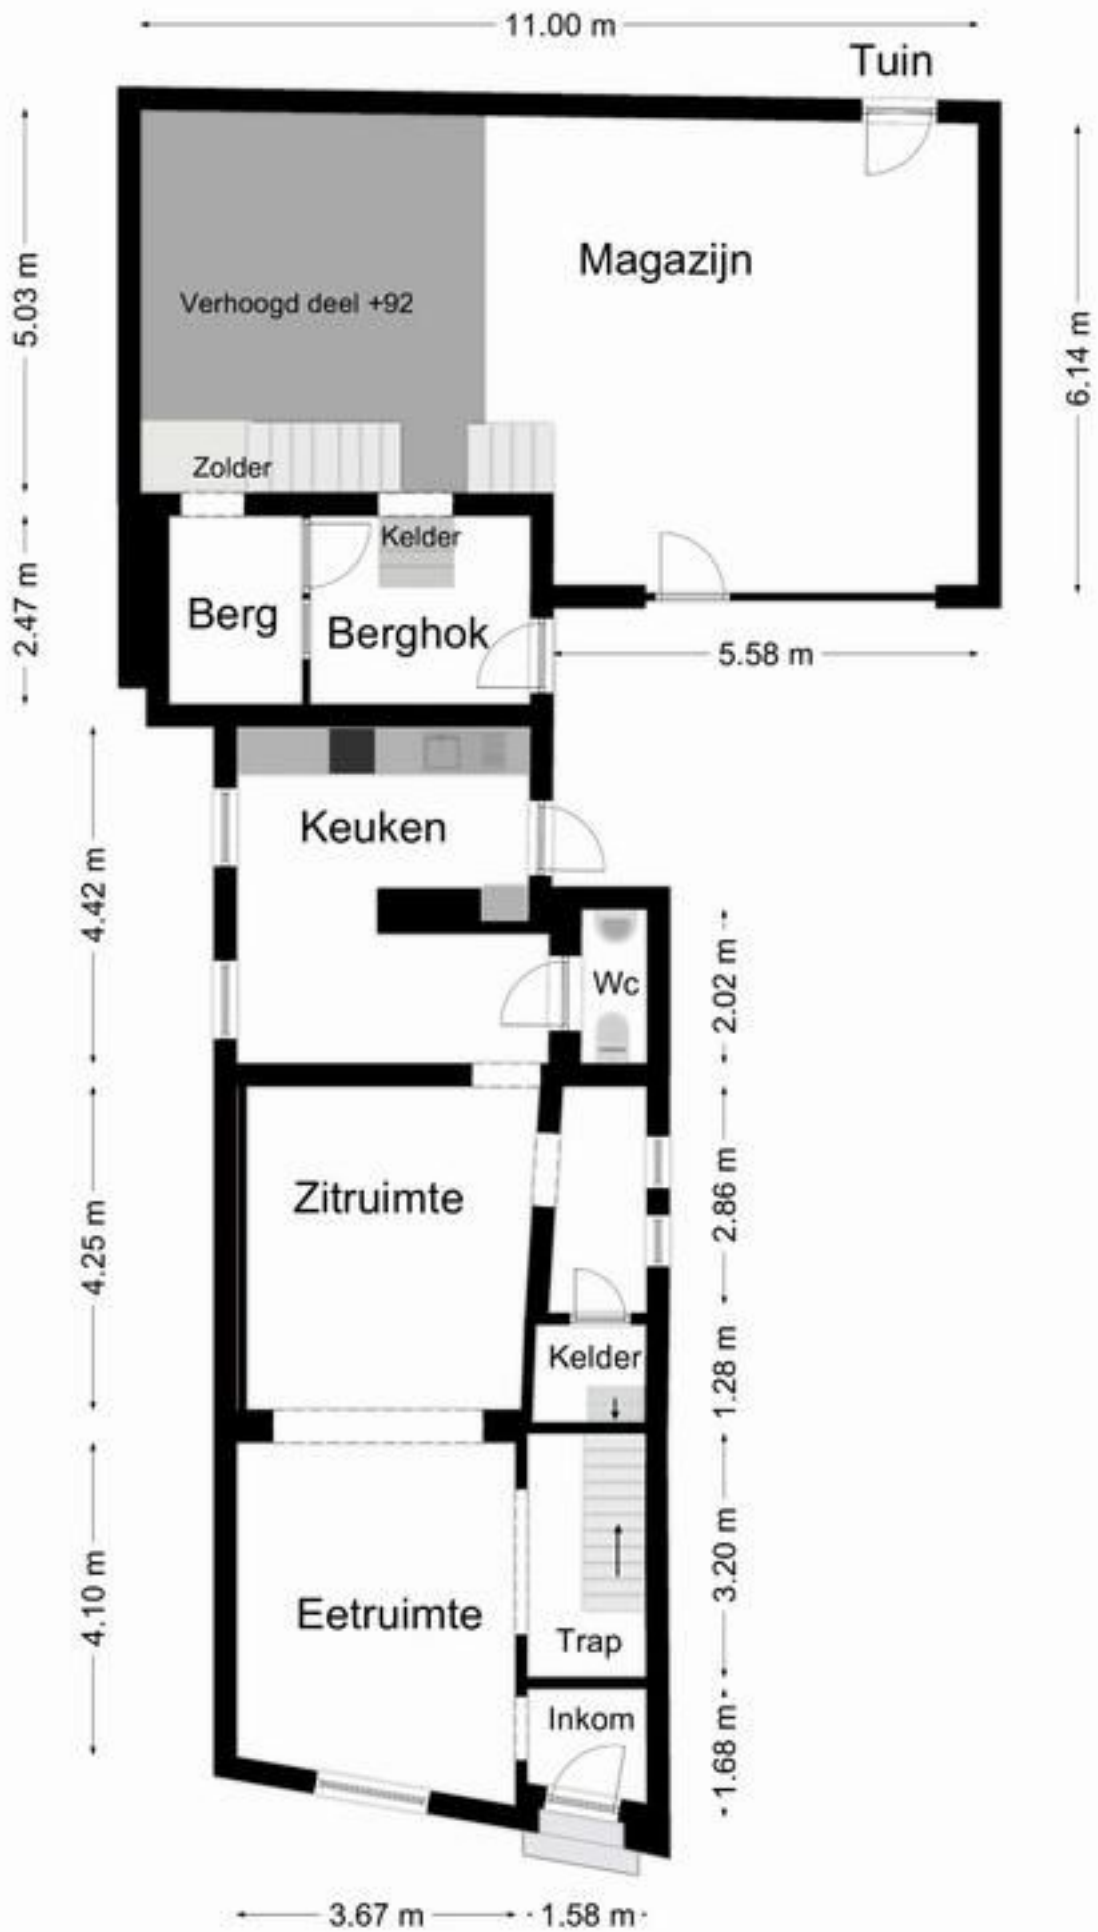 11.00 m
Tuin
Magazijn
5.03 m
Verhoogd deel +92
6.14 m
Zolder
Kelder
2.47 m
Berg
Berghok
5.58 m
Keuken
4.42 m
Wc
2.02 m
Zitruimte
4.25 m
2.86 m
Kelder
1.28 m
4.10 m
Eetruimte
3.20 m
Trap
Inkom
1.68 m
3.67 m
1.58 m